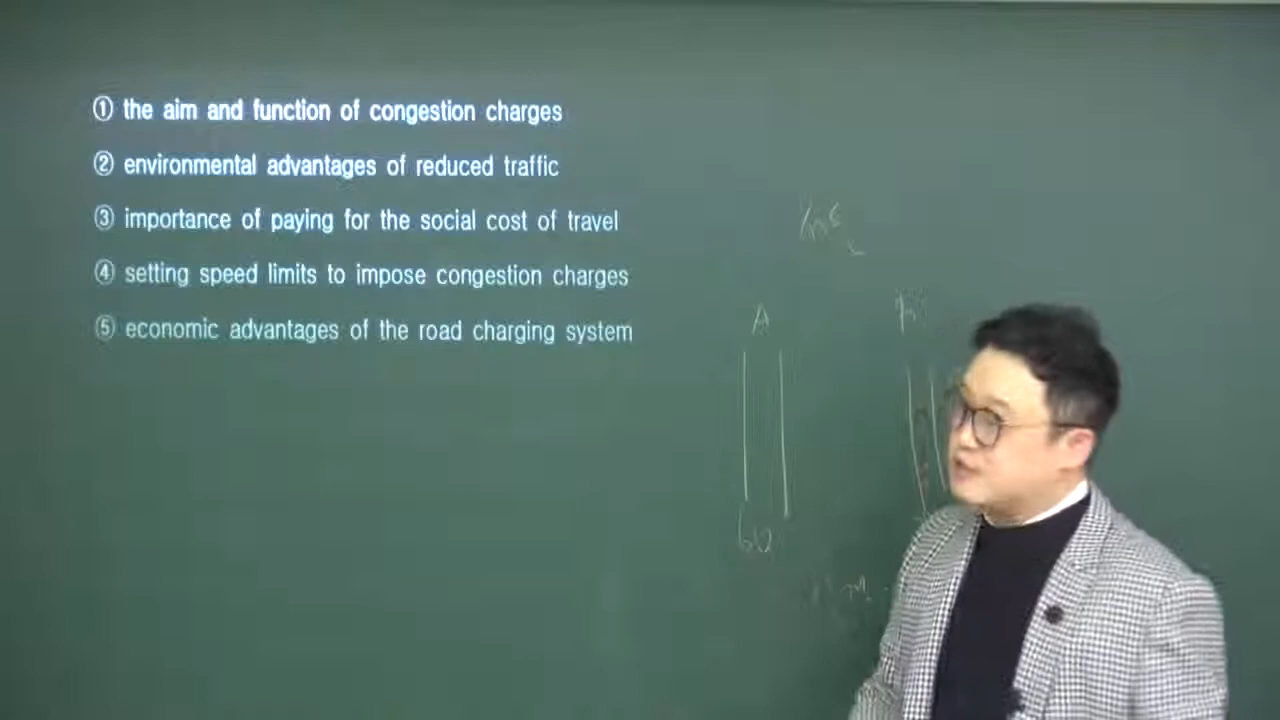 ① the aim and function of congestion charges
② environmental advantages of reduced traffic
③ importance of paying for the social cost of travel
④ setting speed limits to impose congestion charges
⑤ economic advantages of the road charging system
A
60